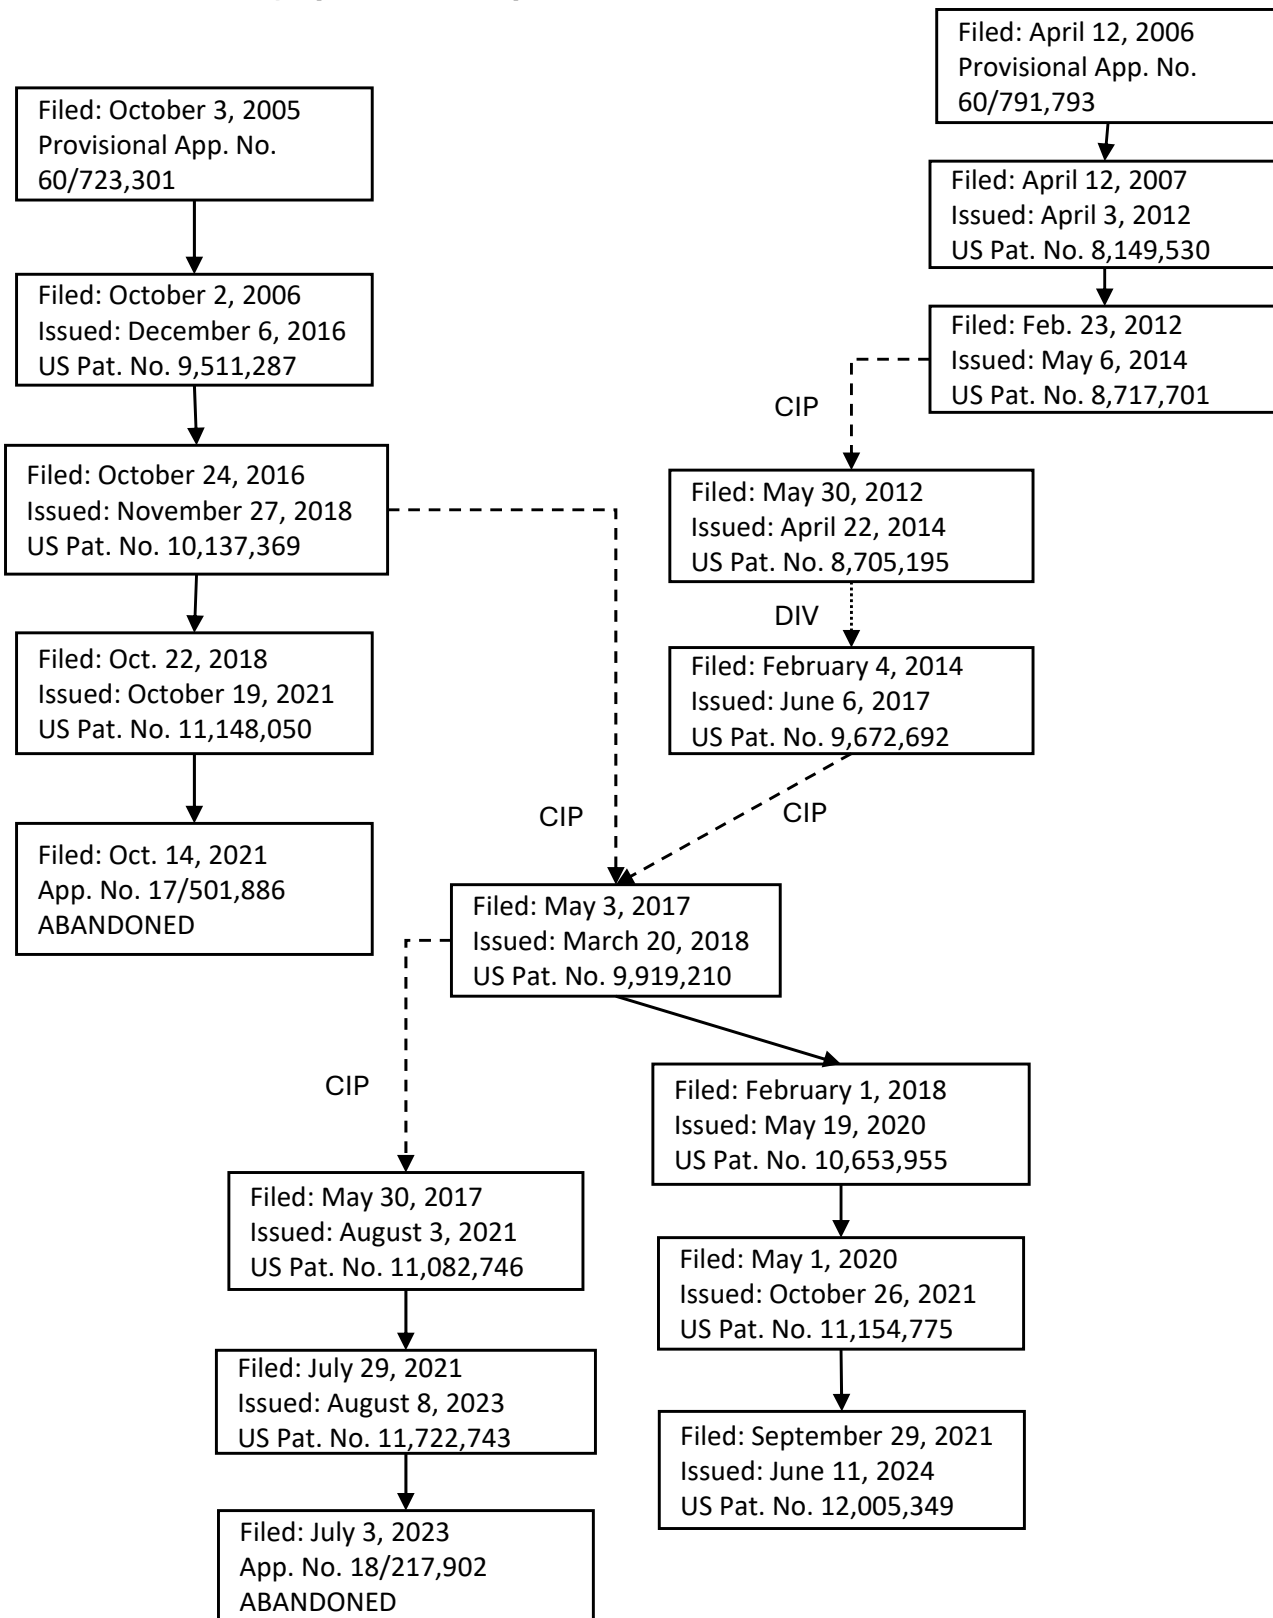 Filed: April 12, 2006
Provisional App. No.
60/791,793
Filed: October 3, 2005
Provisional App. No.
60/723,301
Filed: April 12, 2007
Issued: April 3, 2012
US Pat. No. 8,149,530
Filed: October 2, 2006
Issued: December 6, 2016
US Pat. No. 9,511,287
Filed: Feb. 23, 2012
Issued: May 6, 2014
US Pat. No. 8,717,701
CIP
Filed: October 24, 2016
Issued: November 27, 2018
US Pat. No. 10,137,369
Filed: May 30, 2012
Issued: April 22, 2014
US Pat. No. 8,705,195
DIV
Filed: Oct. 22, 2018
Issued: October 19, 2021
US Pat. No. 11,148,050
Filed: February 4, 2014
Issued: June 6, 2017
US Pat. No. 9,672,692
CIP
CIP
Filed: Oct. 14, 2021
App. No. 17/501,886
ABANDONED
Filed: May 3, 2017
Issued: March 20, 2018
US Pat. No. 9,919,210
CIP
Filed: February 1, 2018
Issued: May 19, 2020
US Pat. No. 10,653,955
Filed: May 30, 2017
Issued: August 3, 2021
US Pat. No. 11,082,746
Filed: May 1, 2020
Issued: October 26, 2021
US Pat. No. 11,154,775
Filed: July 29, 2021
Issued: August 8, 2023
US Pat. No. 11,722,743
Filed: September 29, 2021
Issued: June 11, 2024
US Pat. No. 12,005,349
Filed: July 3, 2023
App. No. 18/217,902
ABANDONED